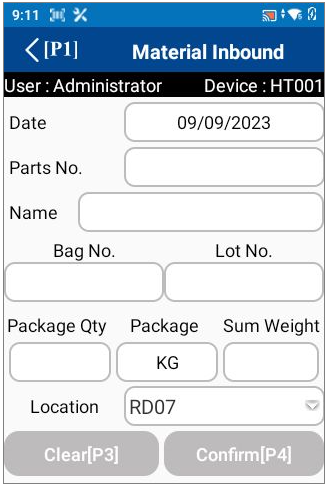 9:11
[P1] Material Inbound
User : Administrator Device : HT001
Date 09/09/2023
Parts No.
Name
Bag No. Lot No.
Package Qty Package Sum Weight
KG
Location RD07
Clear[P3] Confirm[P4]